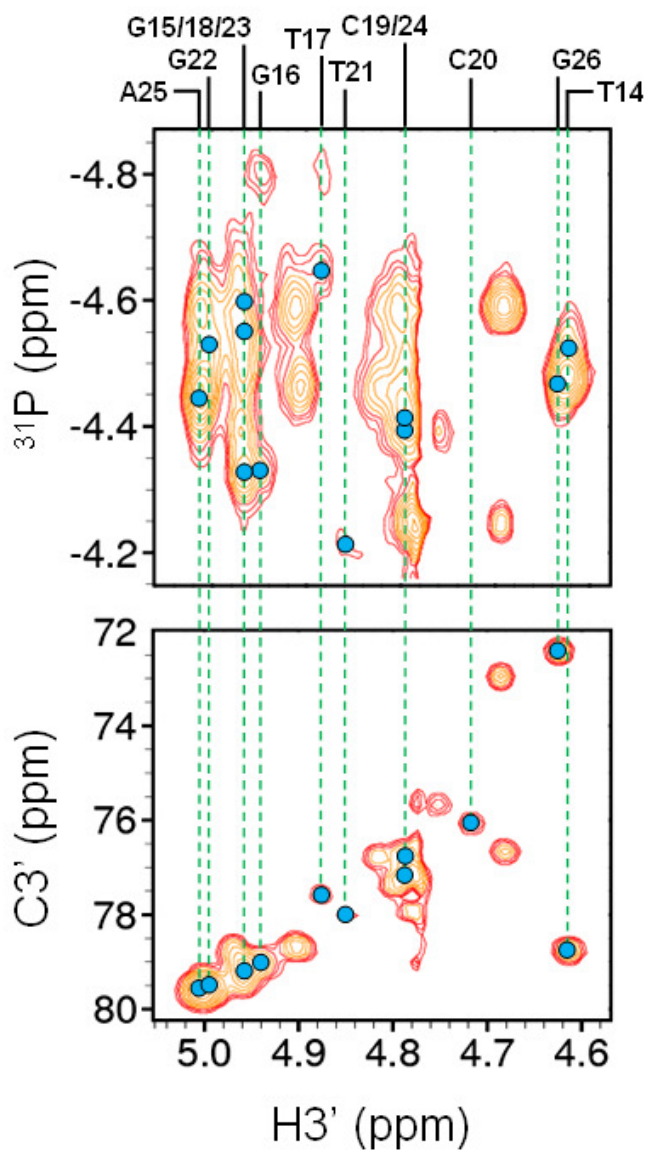 G15/18/23
T17
C19/24
G22
G16
T21
C20
G26
A25
T14
-4.8
-4.6
-4.4
-4.2
31P (ppm)
72
74
76
78
80
C3' (ppm)
5.0 4.9 4.8 4.7 4.6
H3' (ppm)